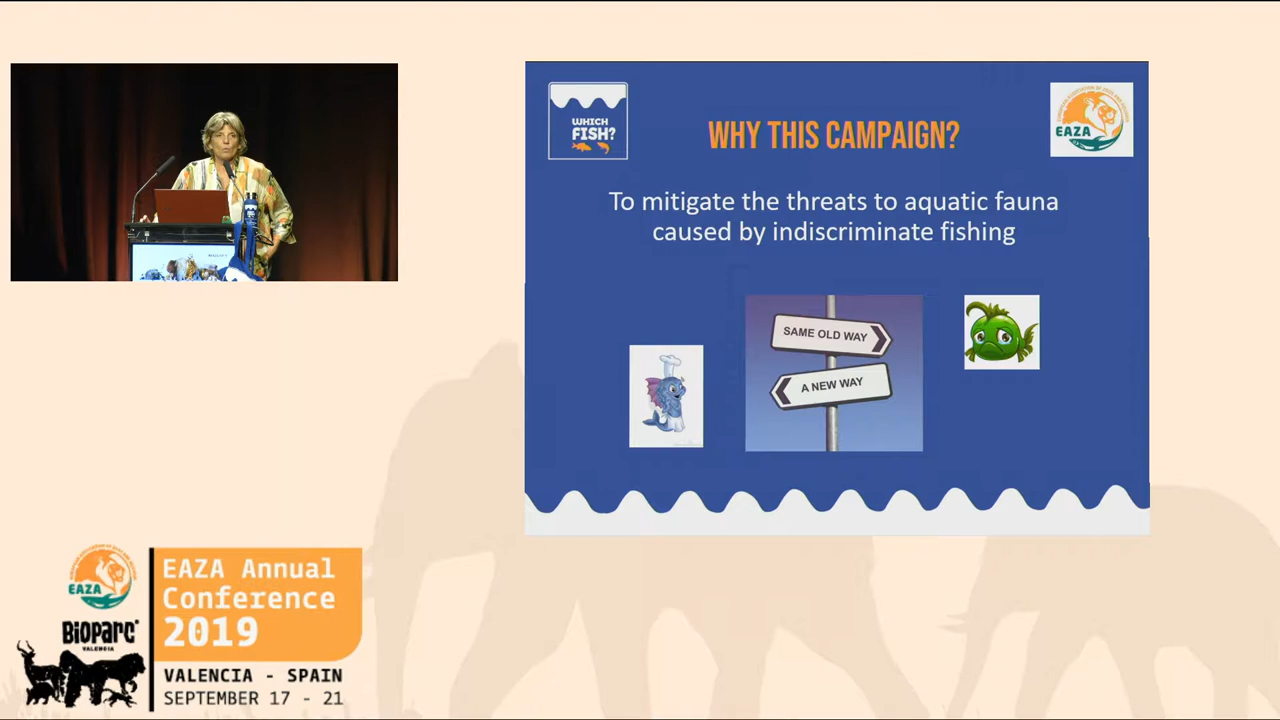 WHICH
FISH?
WHY THIS CAMPAIGN?
EAZA
To mitigate the threats to aquatic fauna
caused by indiscriminate fishing
SAME OLD WAY
A NEW WAY
EAZA
BIOPARC
VALENCIA
EAZA Annual
Conference
2019
VALENCIA - SPAIN
SEPTEMBER 17 - 21